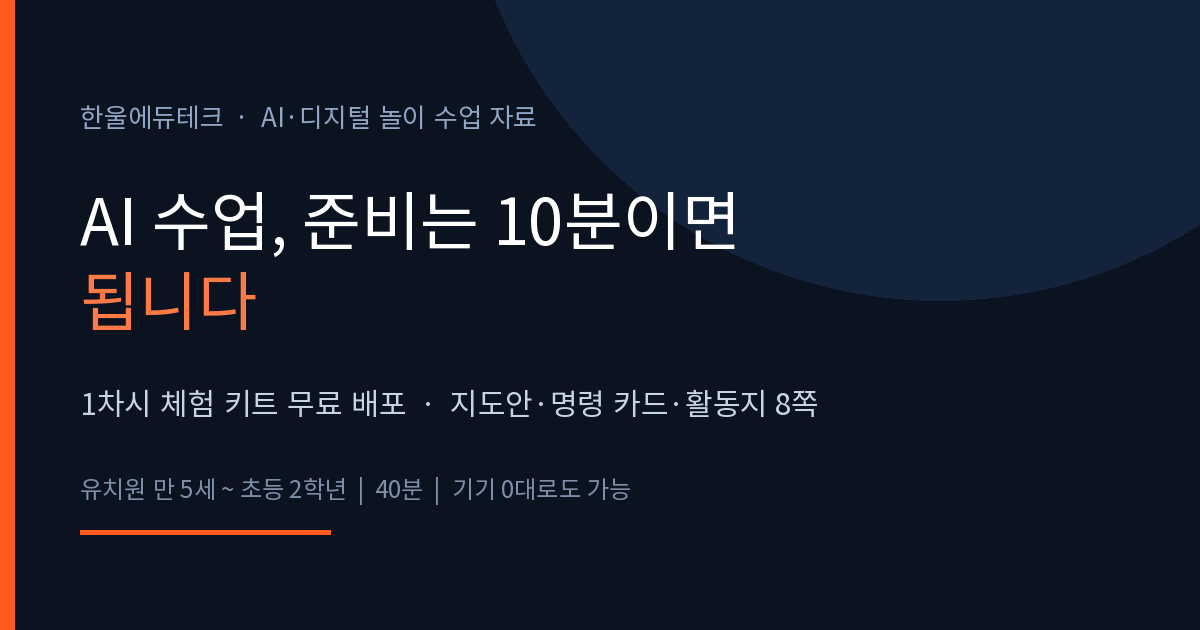 한울에듀테크 · AI·디지털 놀이 수업 자료
AI 수업, 준비는 10분이면
됩니다
1차시 체험 키트 무료 배포 · 지도안·명령 카드·활동지 8쪽
유치원 만 5세 ~ 초등 2학년 | 40분 | 기기 0대로도 가능